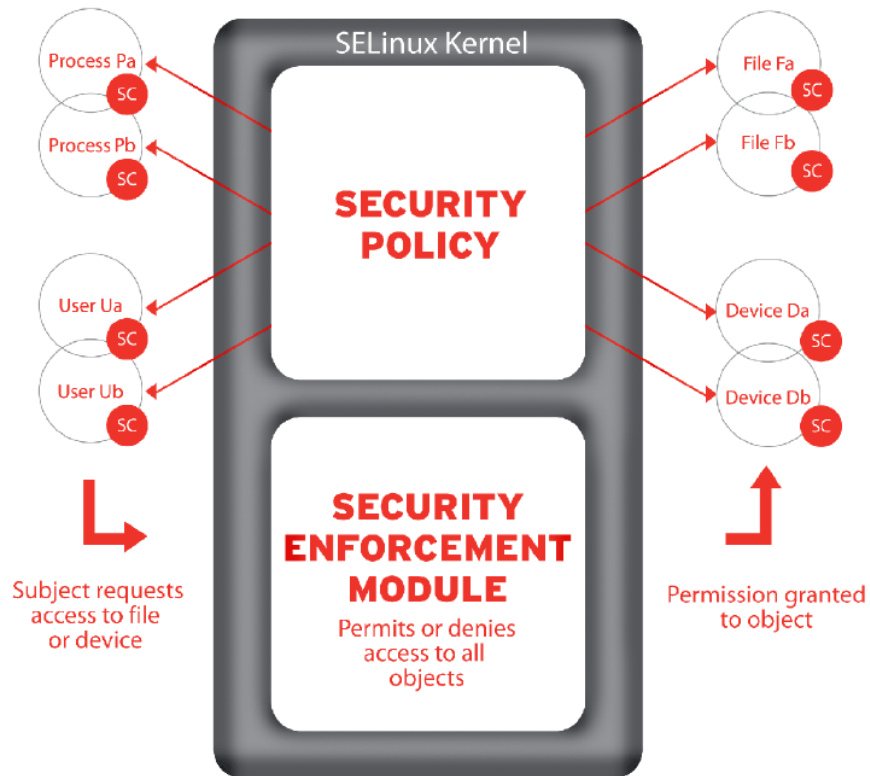 SELinux Kernel
Process Pa
SC
Process Pb
SC
User Ua
SC
User Ub
SC
Subject requests
access to file
or device
SECURITY
POLICY
SECURITY
ENFORCEMENT
MODULE
Permits or denies
access to all
objects
File Fa
SC
File Fb
SC
Device Da
SC
Device Db
SC
Permission granted
to object